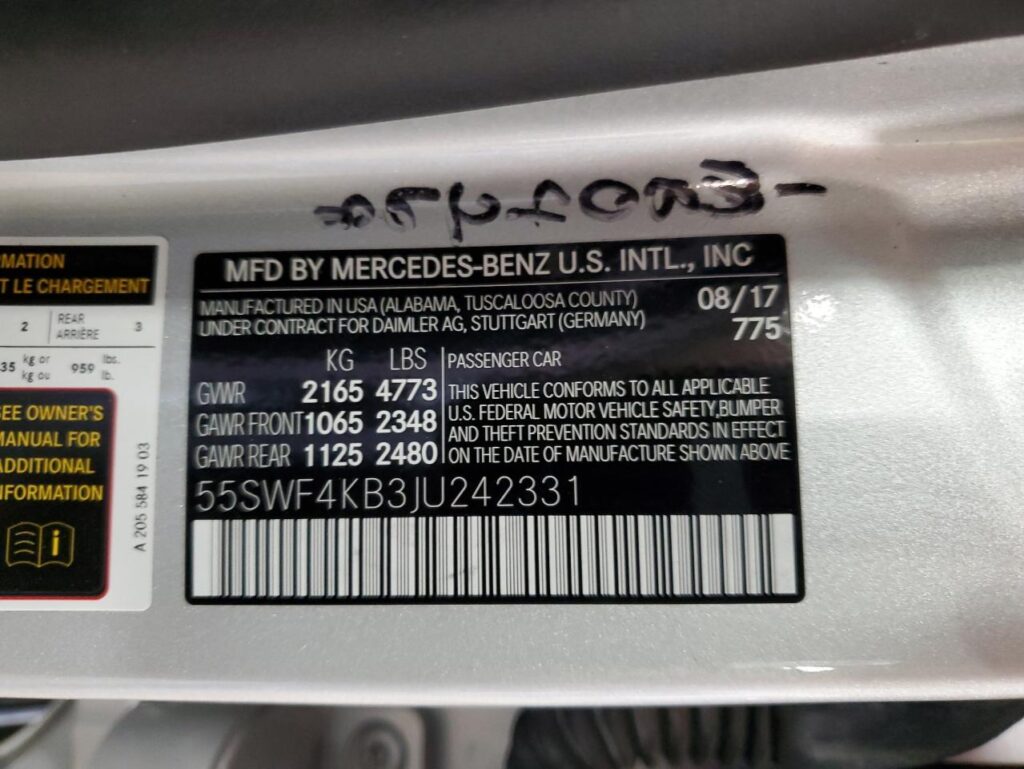 RMATION
T LE CHARGEMENT
2 REAR ARRIÈRE 3
35 kg or kg ou 959 lbs. lb.
SEE OWNER'S
MANUAL FOR
ADDITIONAL
INFORMATION
A 205 584 19 03
MFD BY MERCEDES-BENZ U.S. INTL., INC
MANUFACTURED IN USA (ALABAMA, TUSCALOOSA COUNTY) 08/17
UNDER CONTRACT FOR DAIMLER AG, STUTTGART (GERMANY) 775
KG LBS
GVWR 2165 4773
GAWR FRONT 1065 2348
GAWR REAR 1125 2480
PASSENGER CAR
THIS VEHICLE CONFORMS TO ALL APPLICABLE
U.S. FEDERAL MOTOR VEHICLE SAFETY,BUMPER
AND THEFT PREVENTION STANDARDS IN EFFECT
ON THE DATE OF MANUFACTURE SHOWN ABOVE
55SWF4KB3JU242331